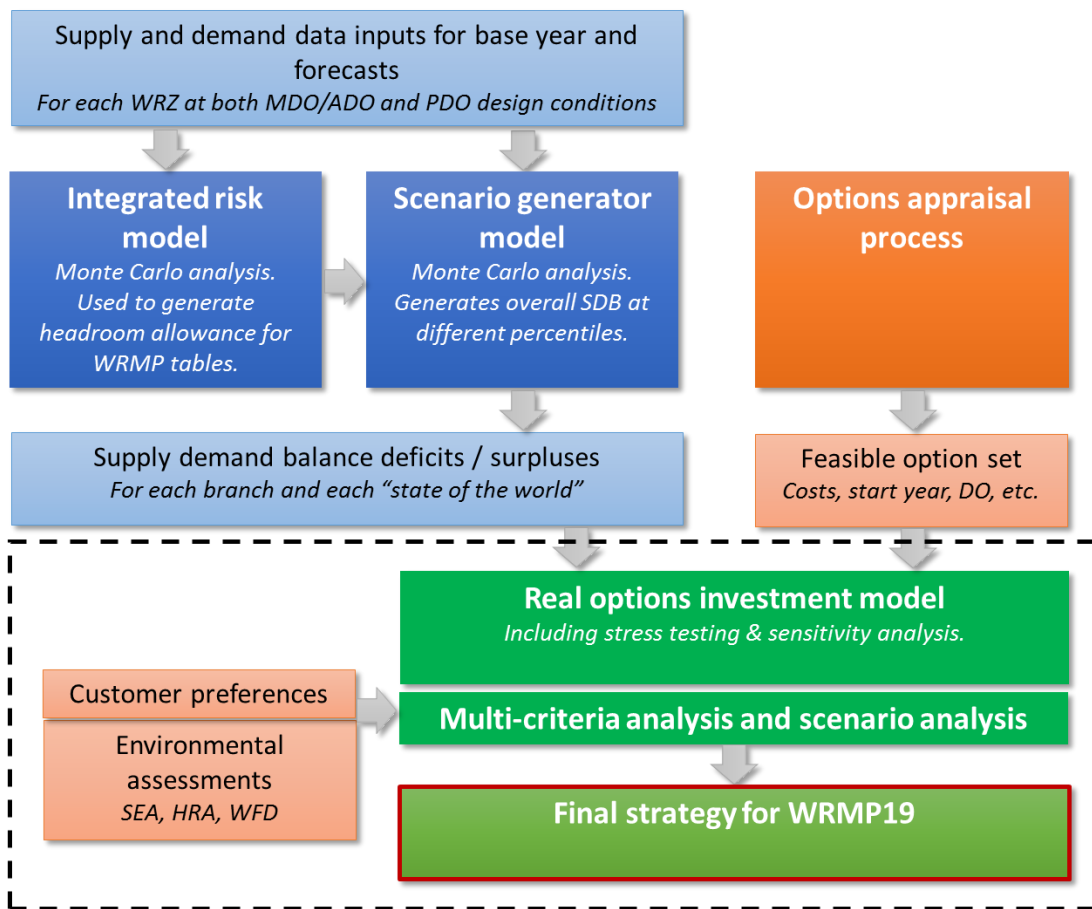 Supply and demand data inputs for base year and
forecasts
For each WRZ at both MDO/ADO and PDO design conditions
Integrated risk
model
Monte Carlo analysis.
Used to generate
headroom allowance for
WRMP tables.
Scenario generator
model
Monte Carlo analysis.
Generates overall SDB at
different percentiles.
Options appraisal
process
Supply demand balance deficits / surpluses
For each branch and each “state of the world”
Feasible option set
Costs, start year, DO, etc.
Real options investment model
Including stress testing & sensitivity analysis.
Customer preferences
Environmental
assessments
SEA, HRA, WFD
Multi-criteria analysis and scenario analysis
Final strategy for WRMP19